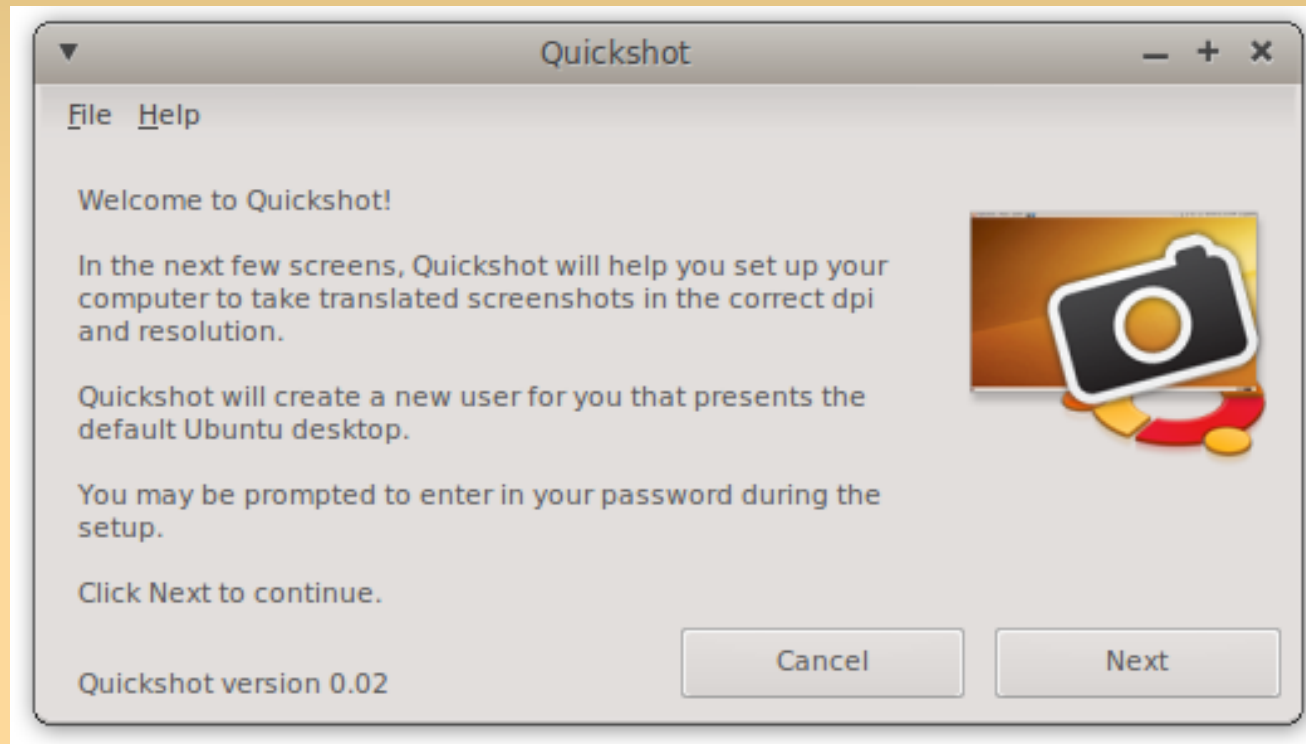 Quickshot
File Help
Welcome to Quickshot!
In the next few screens, Quickshot will help you set up your
computer to take translated screenshots in the correct dpi
and resolution.
Quickshot will create a new user for you that presents the
default Ubuntu desktop.
You may be prompted to enter in your password during the
setup.
Click Next to continue.
Cancel Next
Quickshot version 0.02